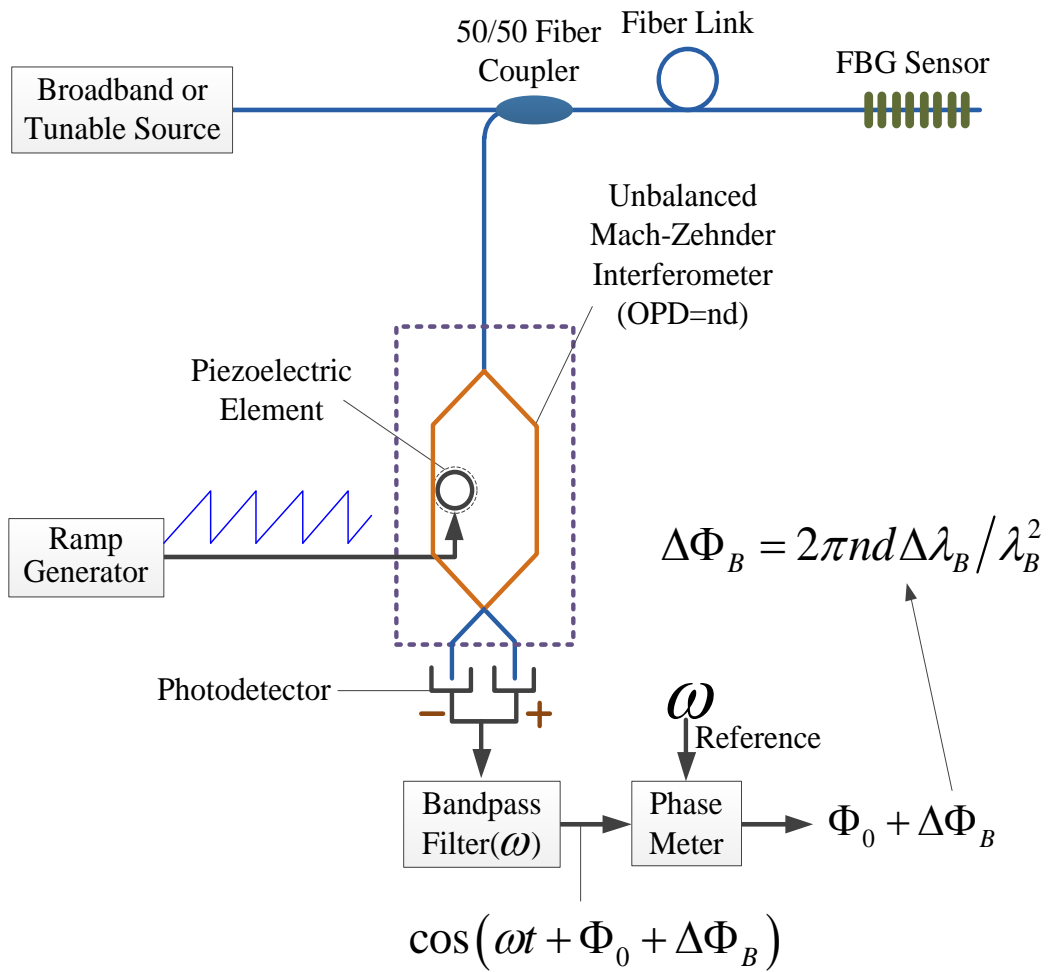 50/50 Fiber
Coupler
Fiber Link
FBG Sensor
Broadband or
Tunable Source
Unbalanced
Mach-Zehnder
Interferometer
(OPD=nd)
Piezoelectric
Element
Ramp
Generator
ΔΦ_B = 2πndΔλ_B/λ_B^2
Photodetector
− +
ω
Reference
Bandpass
Filter(ω)
Phase
Meter
Φ_0 + ΔΦ_B
cos(ωt + Φ_0 + ΔΦ_B)